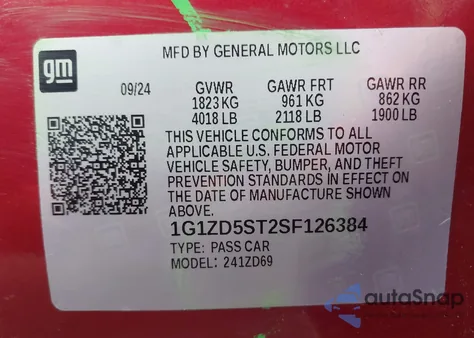 gm
MFD BY GENERAL MOTORS LLC
09/24 GVWR GAWR FRT GAWR RR
1823 KG 961 KG 862 KG
4018 LB 2118 LB 1900 LB
THIS VEHICLE CONFORMS TO ALL
APPLICABLE U.S. FEDERAL MOTOR
VEHICLE SAFETY, BUMPER, AND THEFT
PREVENTION STANDARDS IN EFFECT ON
THE DATE OF MANUFACTURE SHOWN
ABOVE.
1G1ZD5ST2SF126384
TYPE: PASS CAR
MODEL: 241ZD69
autoSnap